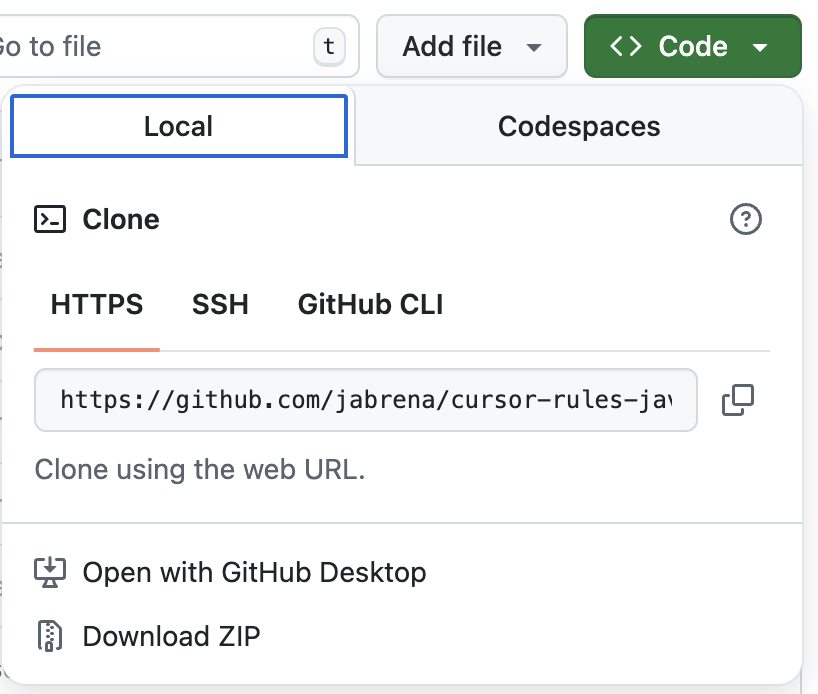 Go to file t Add file Code
Local Codespaces
Clone
HTTPS SSH GitHub CLI
https://github.com/jabrena/cursor-rules-jav
Clone using the web URL.
Open with GitHub Desktop
Download ZIP